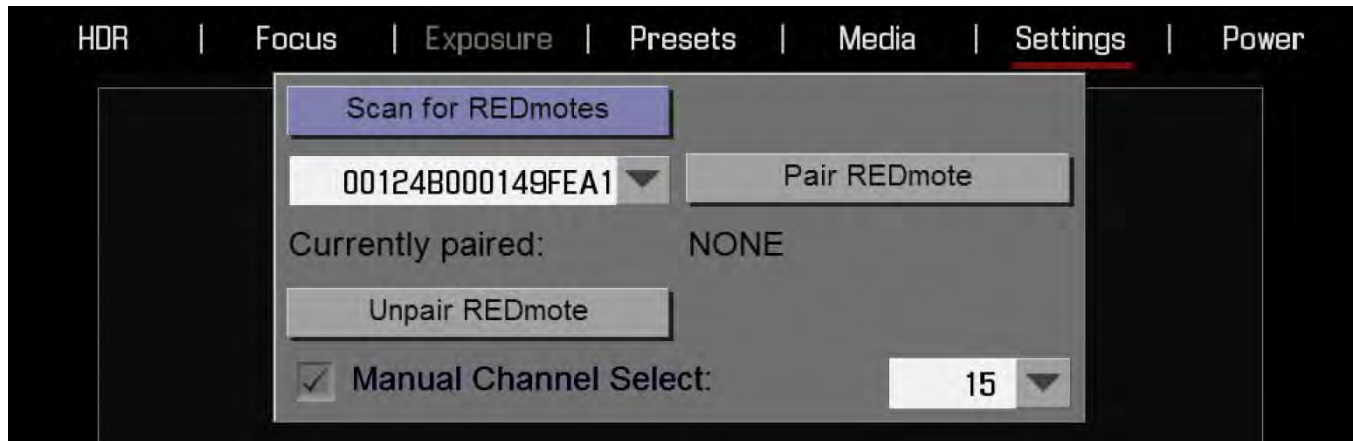 HDR | Focus | Exposure | Presets | Media | Settings | Power
Scan for REDmotes
00124B000149FEA1 Pair REDmote
Currently paired: NONE
Unpair REDmote
Manual Channel Select: 15